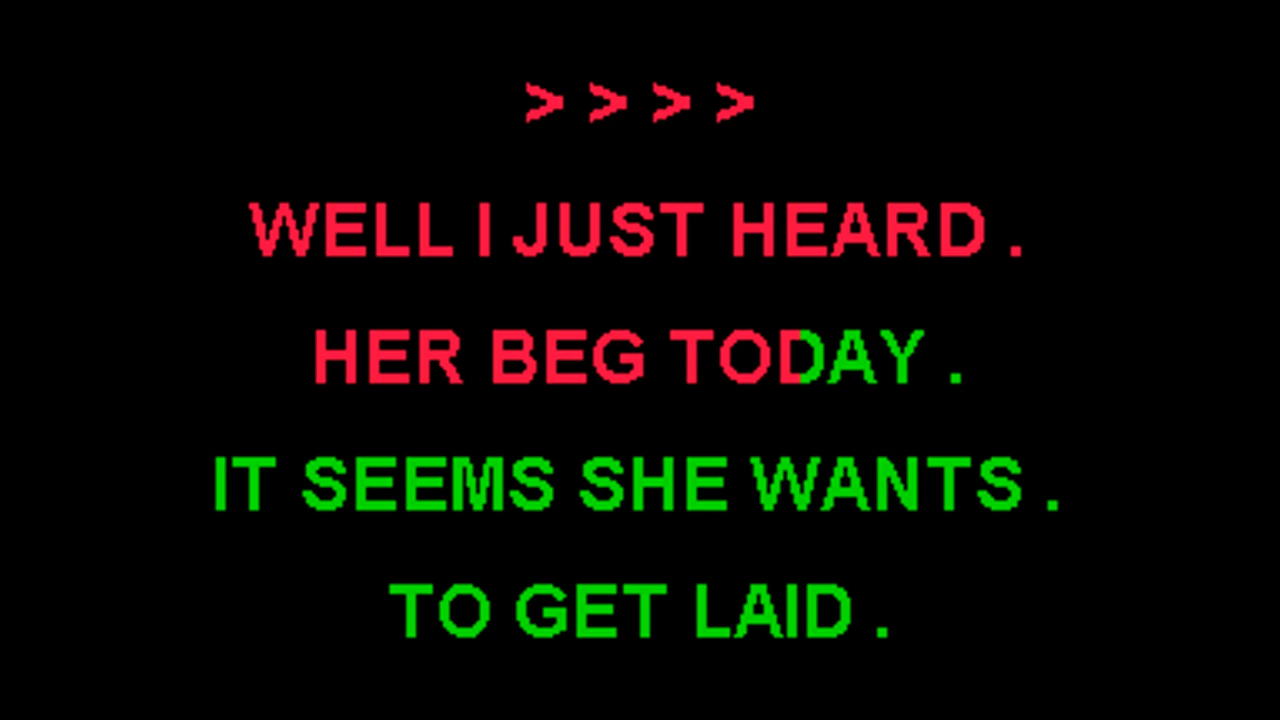 > > > >
WELL I JUST HEARD .
HER BEG TODAY .
IT SEEMS SHE WANTS .
TO GET LAID .